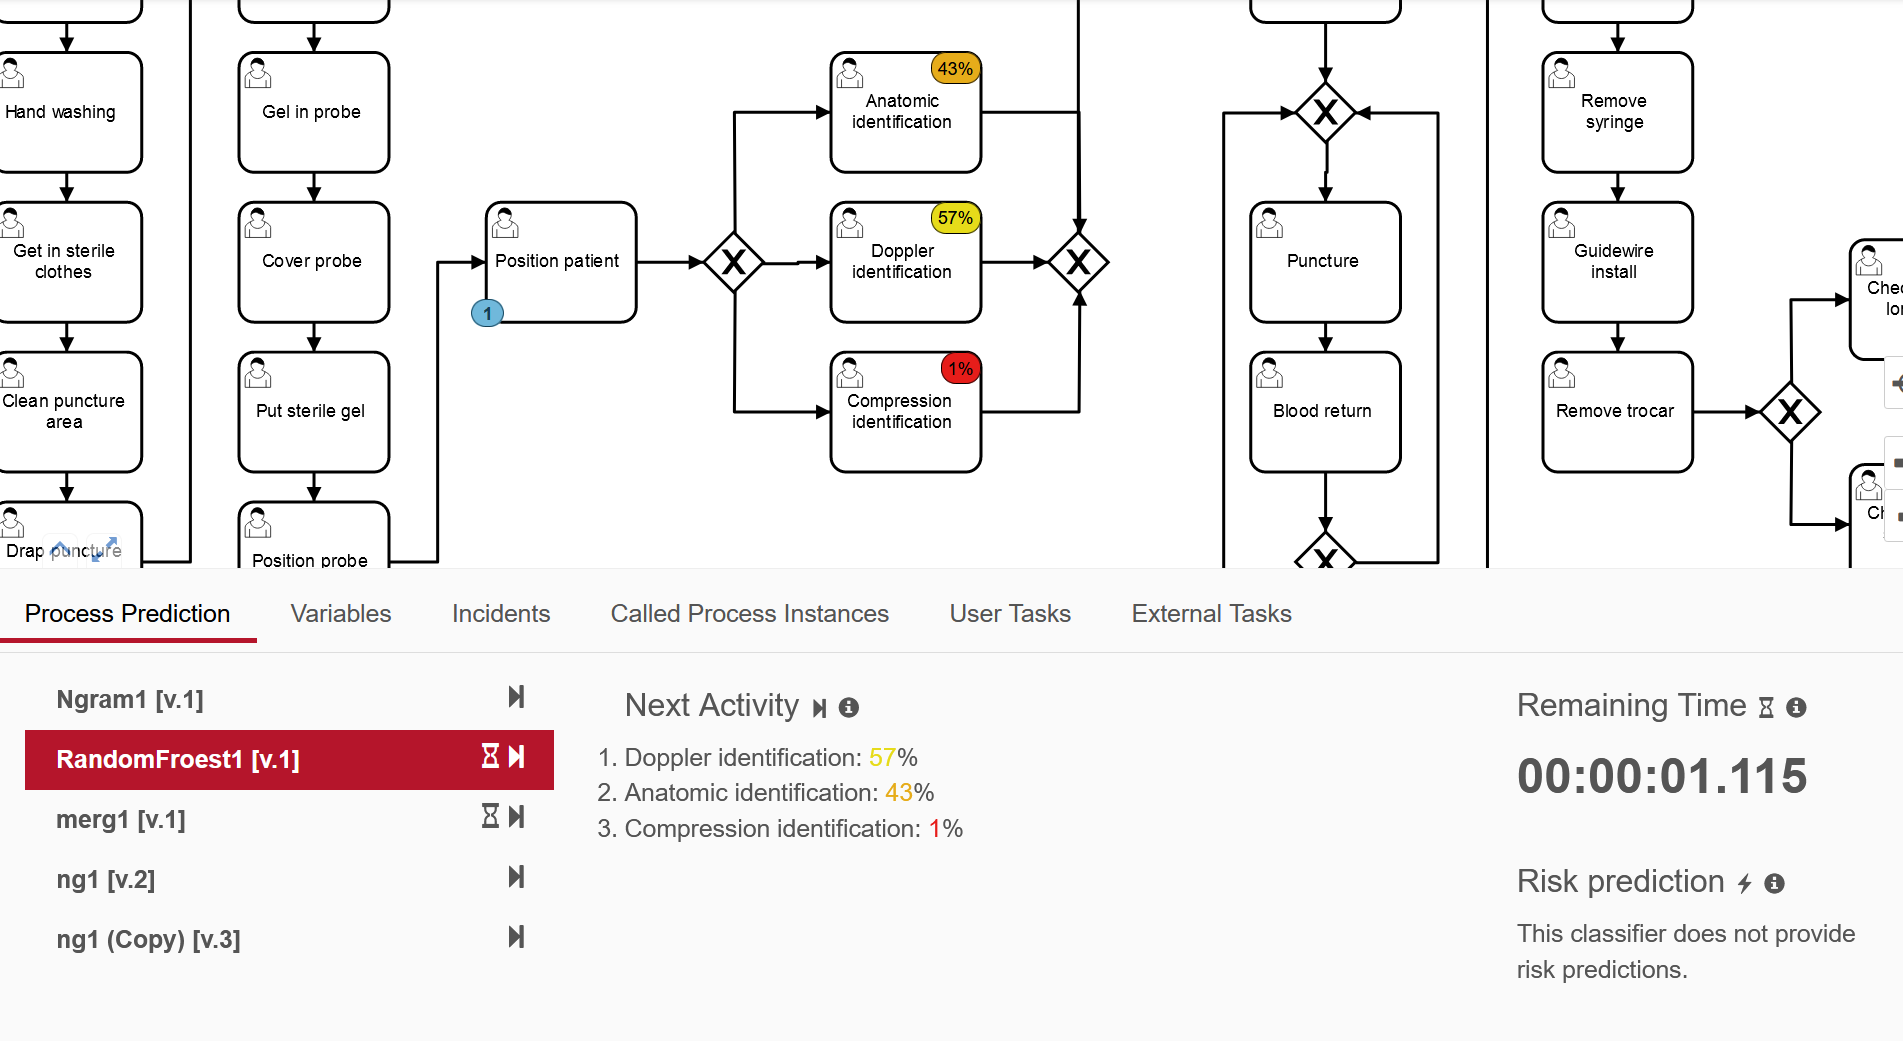 Hand washing
Get in sterile
clothes
Clean puncture
area
Drap puncture
Gel in probe
Cover probe
Put sterile gel
Position probe
Position patient
1
X
43%
Anatomic
identification
57%
Doppler
identification
1%
Compression
identification
X
X
Puncture
Blood return
X
Remove
syringe
Guidewire
install
Remove trocar
X
Process Prediction
Variables
Incidents
Called Process Instances
User Tasks
External Tasks
Ngram1 [v.1]
RandomFroest1 [v.1]
merg1 [v.1]
ng1 [v.2]
ng1 (Copy) [v.3]
Next Activity
1. Doppler identification: 57%
2. Anatomic identification: 43%
3. Compression identification: 1%
Remaining Time
00:00:01.115
Risk prediction
This classifier does not provide
risk predictions.